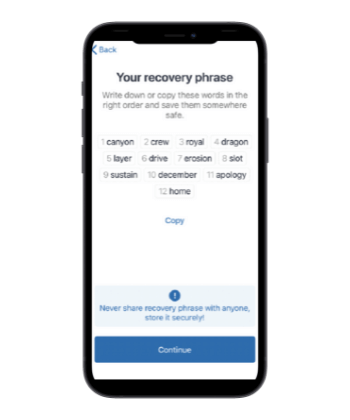 Back
Your recovery phrase
Write down or copy these words in the
right order and save them somewhere
safe.
1 canyon 2 crew 3 royal 4 dragon
5 layer 6 drive 7 erosion 8 slot
9 sustain 10 december 11 apology
12 home
Copy
Never share recovery phrase with anyone,
store it securely!
Continue